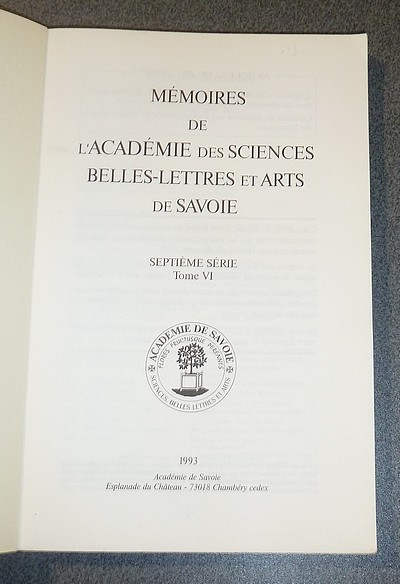 MÉMOIRES
DE
L'ACADÉMIE DES SCIENCES
BELLES-LETTRES ET ARTS
DE SAVOIE
SEPTIÈME SÉRIE
Tome VI
ACADÉMIE DE SAVOIE
FLORES FRUCTUSQUE PERENNES
SCIENCES, BELLES LETTRES ET ARTS
1993
Académie de Savoie
Esplanade du Château - 73018 Chambéry cedex